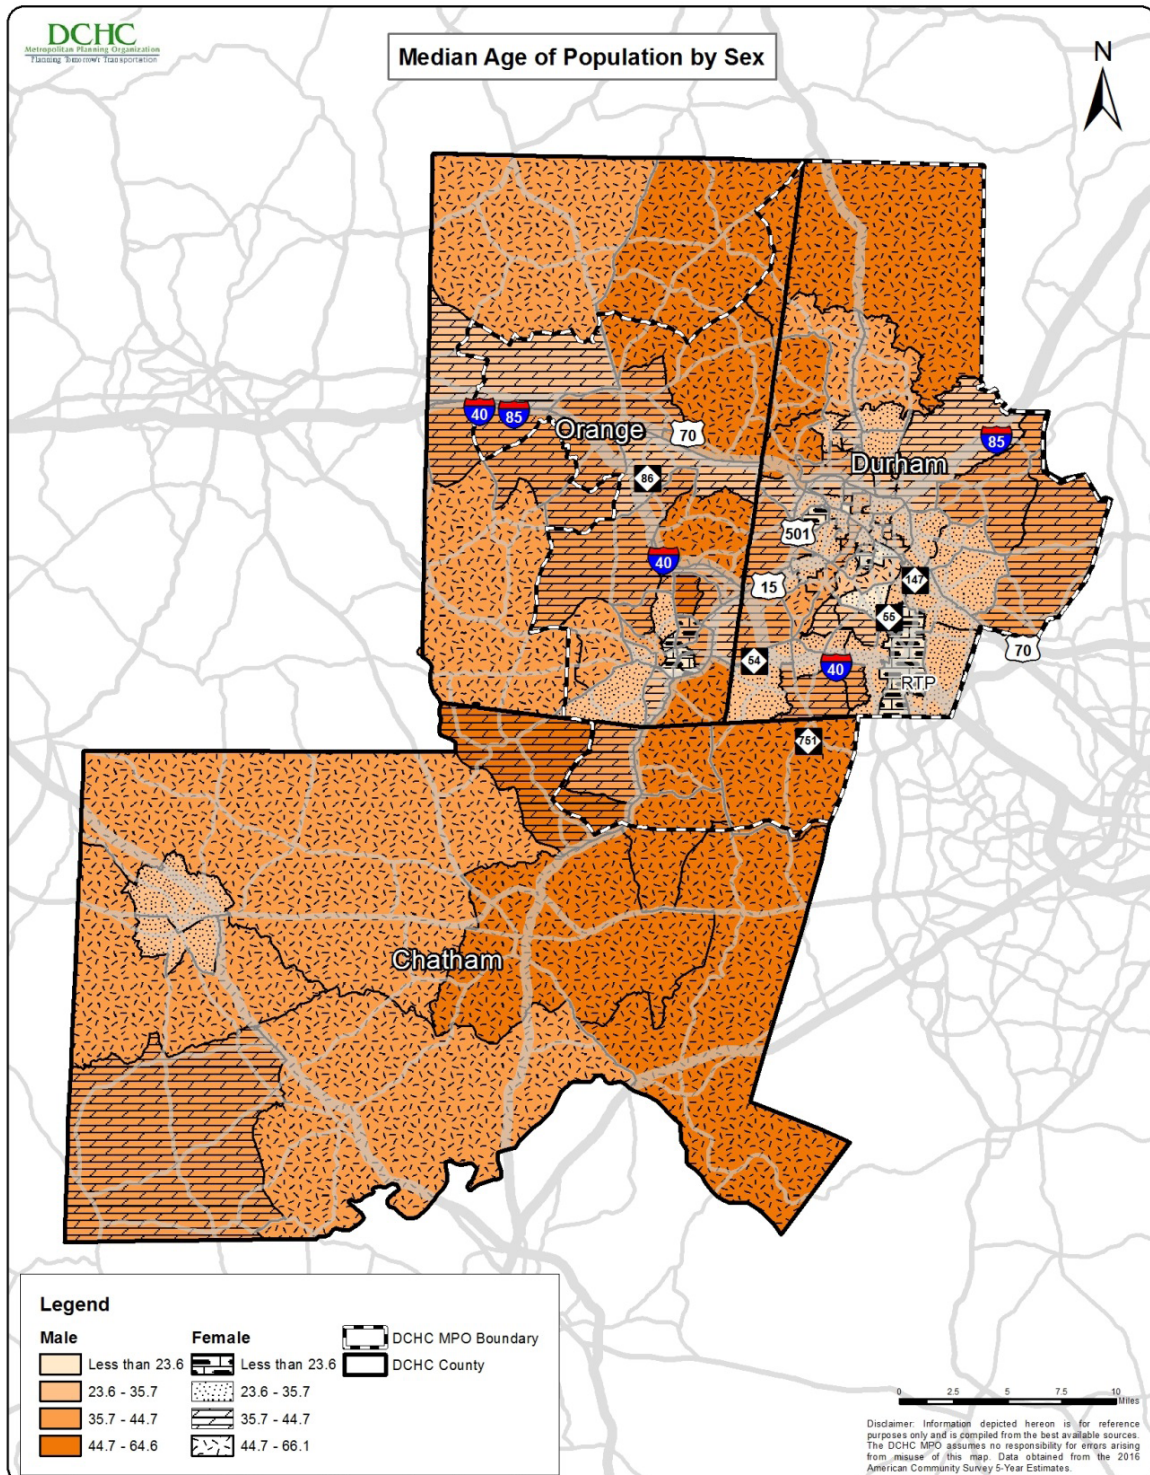 DCHC
Metropolitan Planning Organization
Planning Tomorrow's Transportation
Median Age of Population by Sex
N
40
85
Orange
70
86
85
Durham
501
40
15
147
55
54
40
70
RTP
751
Chatham
Legend
Male
Less than 23.6
23.6 - 35.7
35.7 - 44.7
44.7 - 64.6
Female
Less than 23.6
23.6 - 35.7
35.7 - 44.7
44.7 - 66.1
DCHC MPO Boundary
DCHC County
0 2.5 5 7.5 10
Miles
Disclaimer: Information depicted hereon is for reference
purposes only and is compiled from the best available sources.
The DCHC MPO assumes no responsibility for errors arising
from misuse of this map. Data obtained from the 2016
American Community Survey 5-Year Estimates.